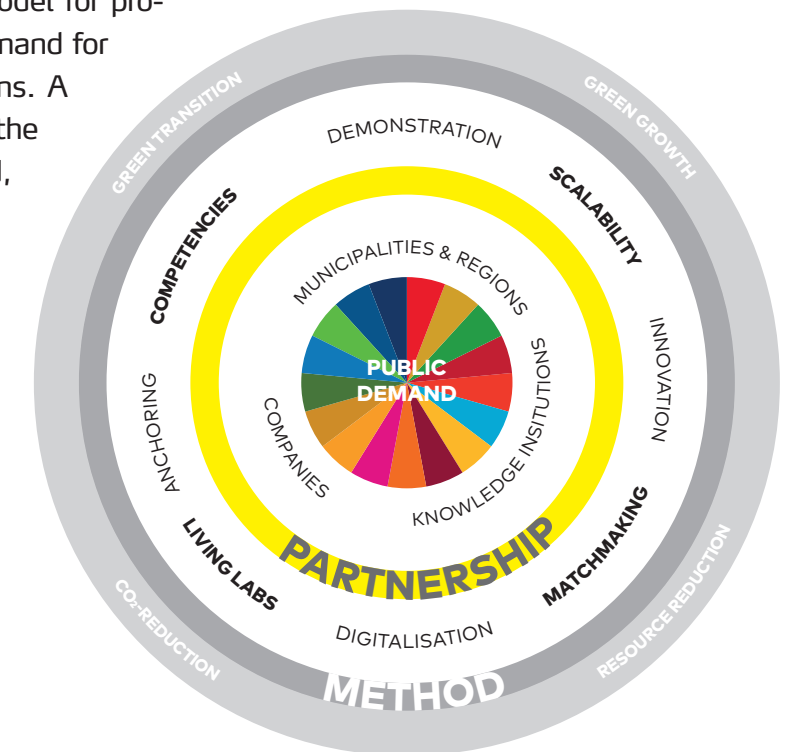 odel for pro-
nand for
ns. A
the
l,
GREEN TRANSITION
GREEN GROWTH
DEMONSTRATION
COMPETENCIES
SCALABILITY
MUNICIPALITIES & REGIONS
INNOVATION
PUBLIC
DEMAND
ANCHORING
COMPANIES
KNOWLEDGE INSITUTIONS
LIVING LABS
PARTNERSHIP
MATCHMAKING
CO₂-REDUCTION
DIGITALISATION
RESOURCE REDUCTION
METHOD